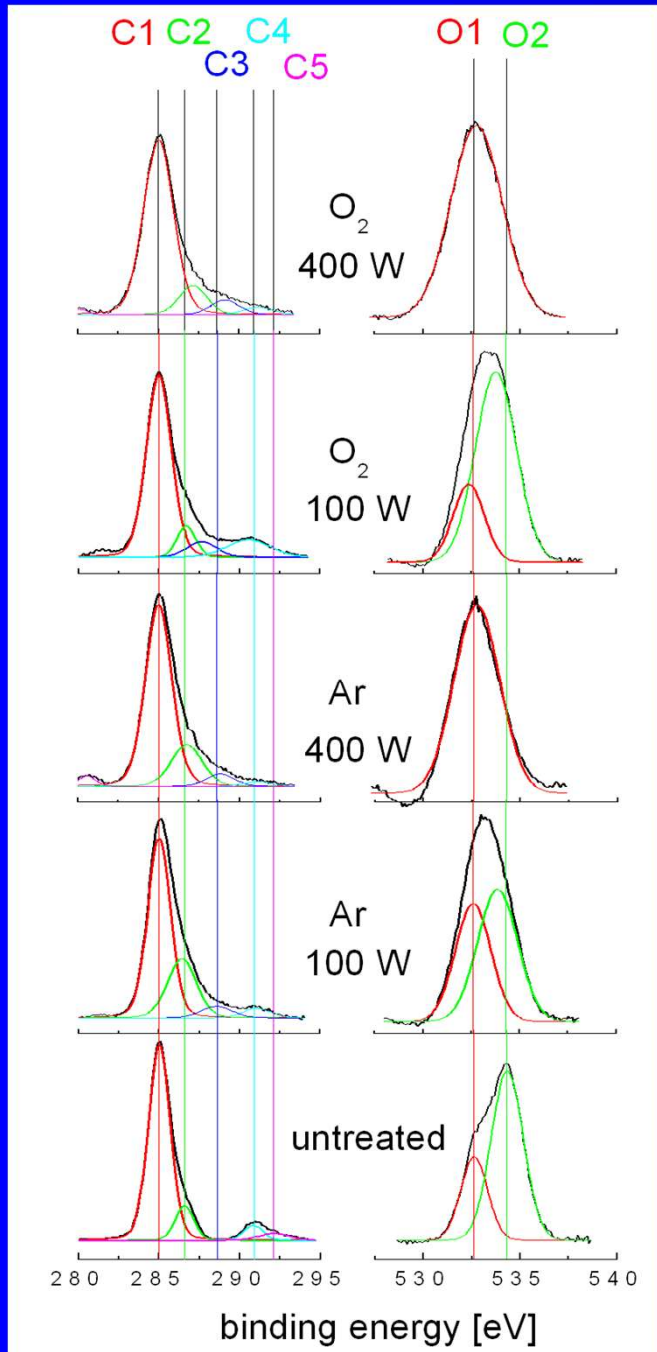 C1 C2 C4 O1 O2
C3 C5
O2
400 W
O2
100 W
Ar
400 W
Ar
100 W
untreated
280 285 290 295 530 535 540
binding energy [eV]